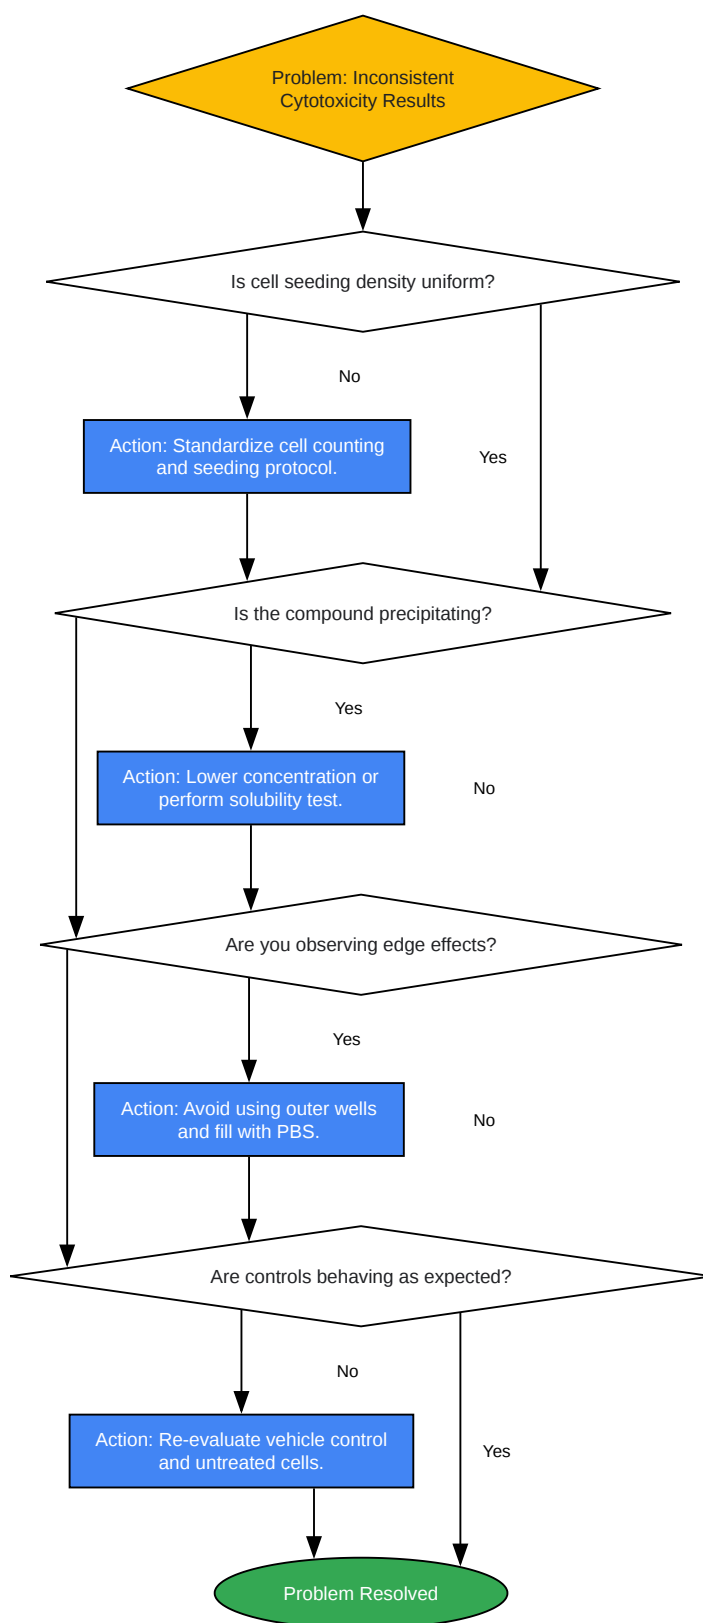 Problem: Inconsistent
Cytotoxicity Results
Is cell seeding density uniform?
No
Action: Standardize cell counting
and seeding protocol.
Yes
Is the compound precipitating?
Yes
Action: Lower concentration or
perform solubility test.
No
Are you observing edge effects?
Yes
Action: Avoid using outer wells
and fill with PBS.
No
Are controls behaving as expected?
No
Action: Re-evaluate vehicle control
and untreated cells.
Yes
Problem Resolved